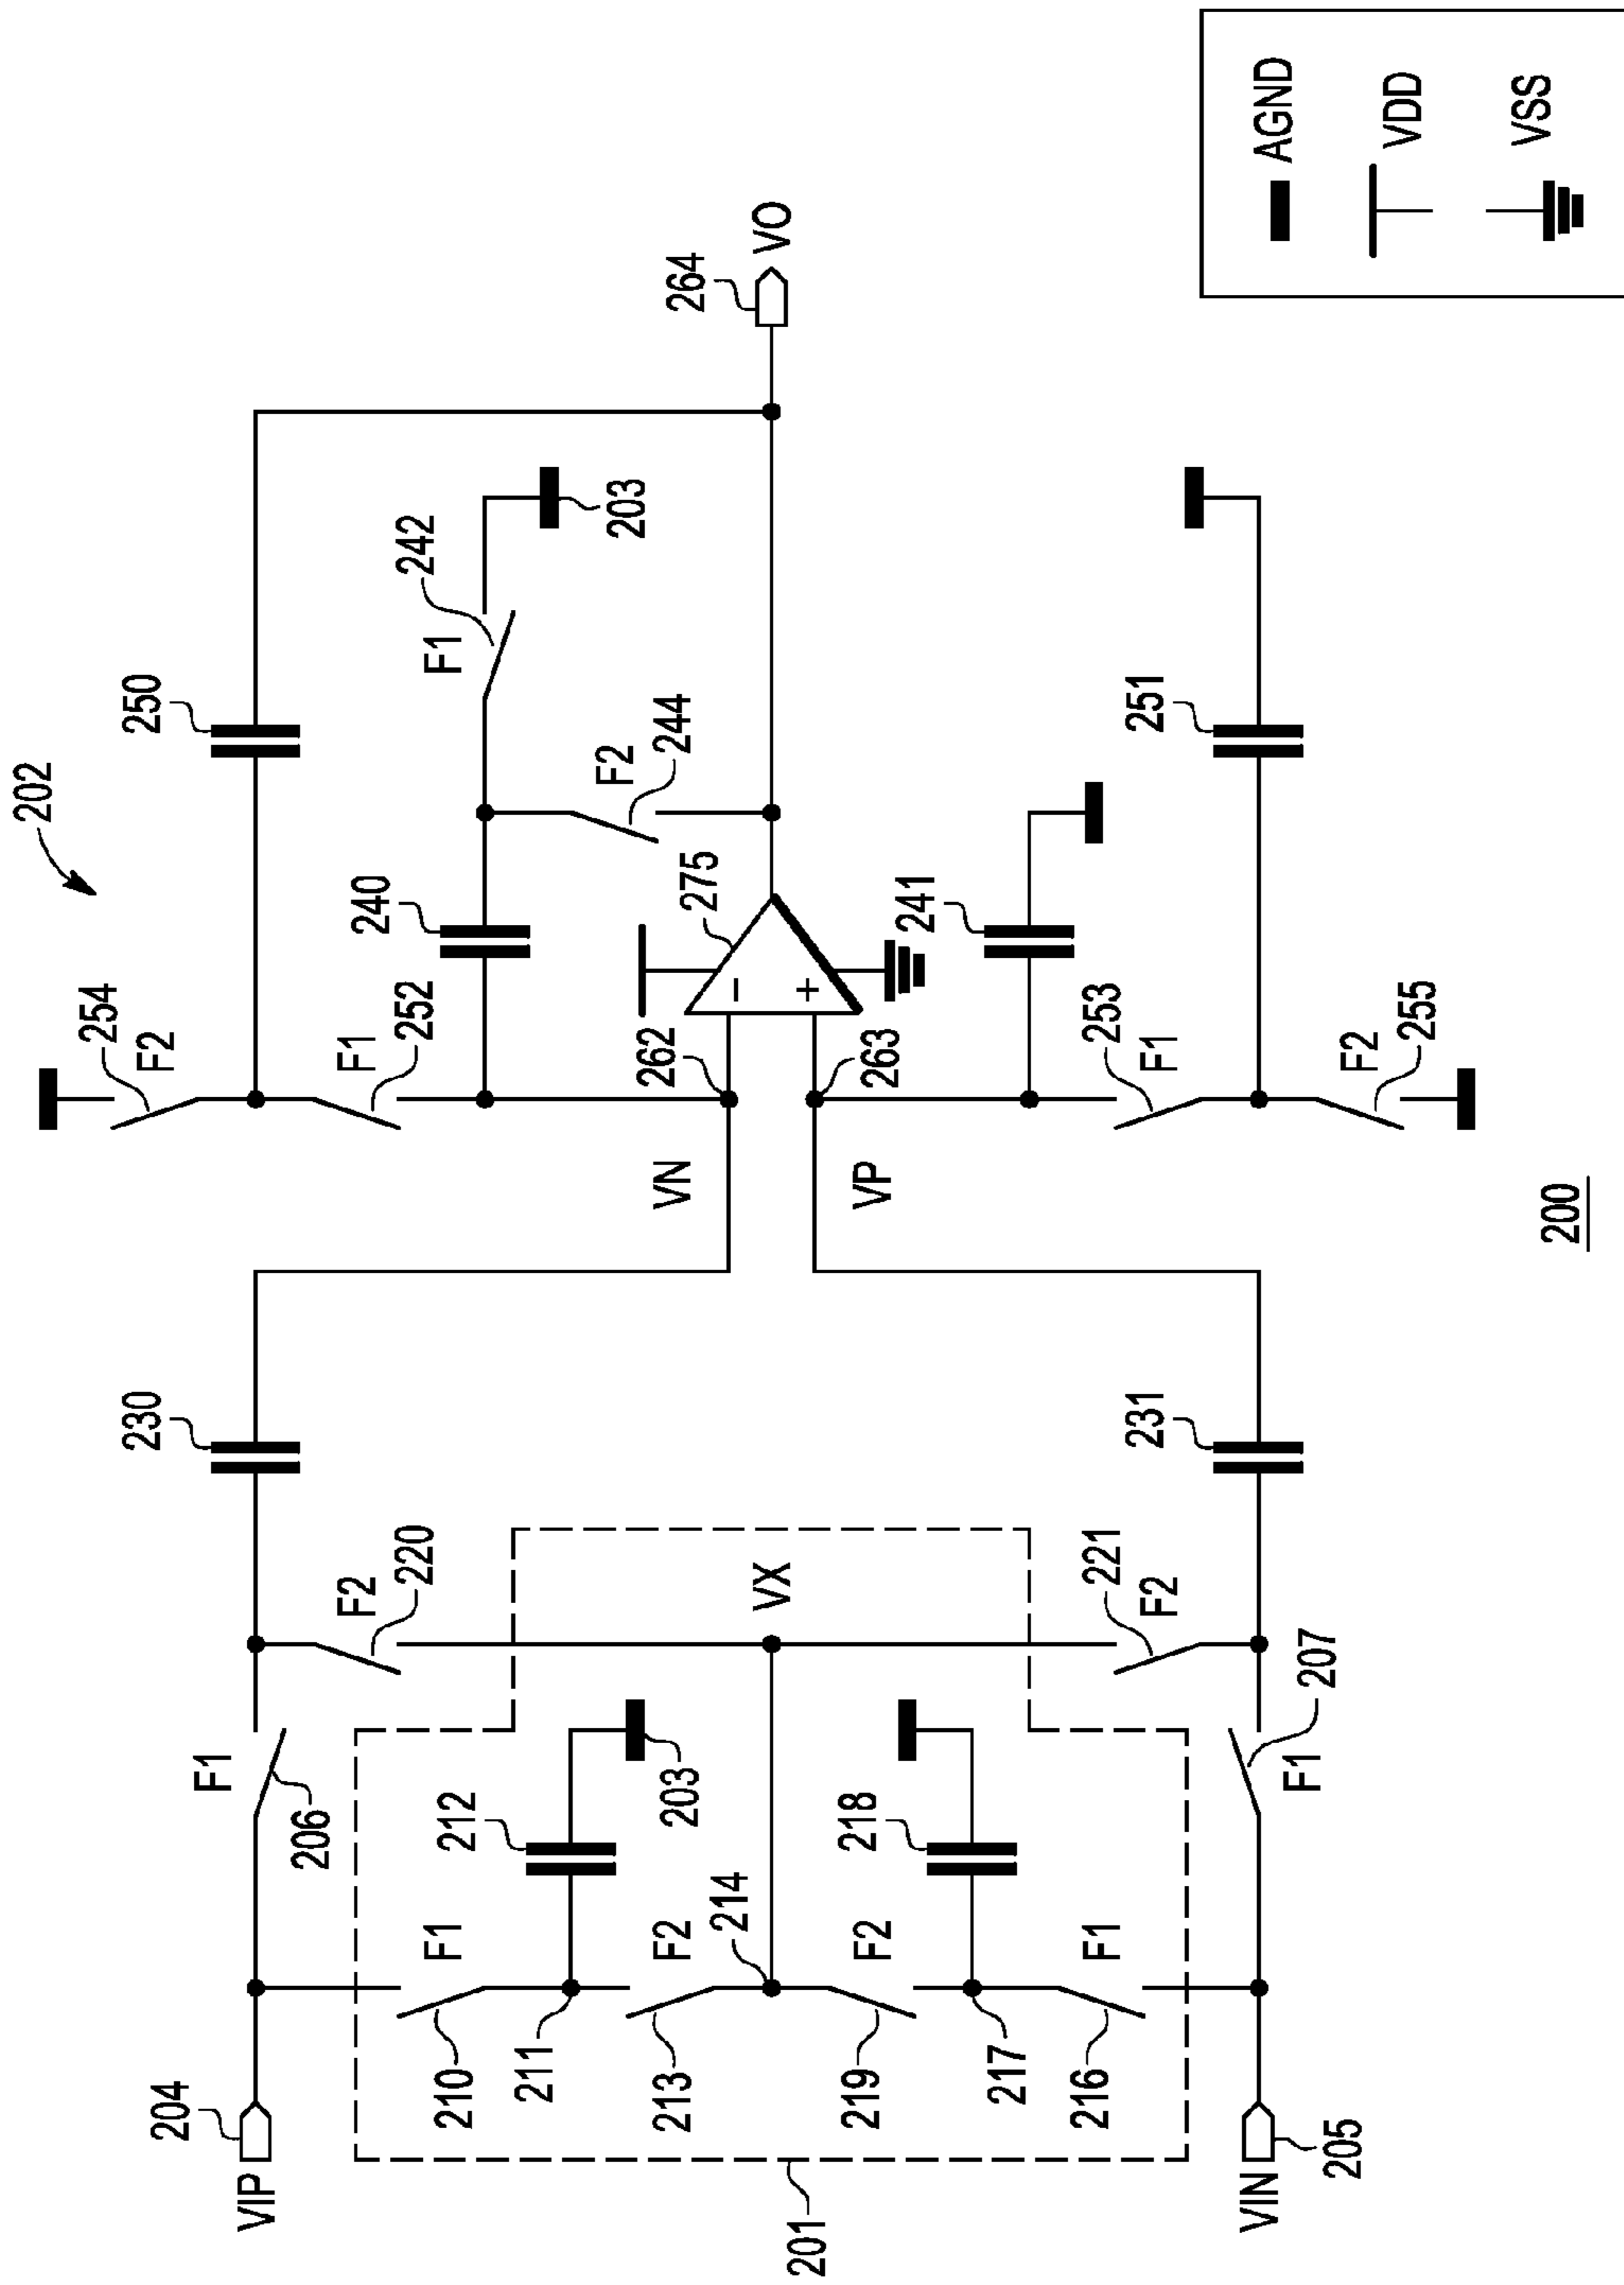 202
254
F2
250
F1
252
240
F1
242
203
F2
244
275
262
VN
264
VO
230
206
F1
F2
220
204
VIP
210
F1
212
203
211
213
F2
214
VX
201
219
F2
218
217
216
F1
221
F2
207
F1
231
VIN
205
VP
263
241
253
F1
251
F2
255
200
AGND
VDD
VSS
−
+